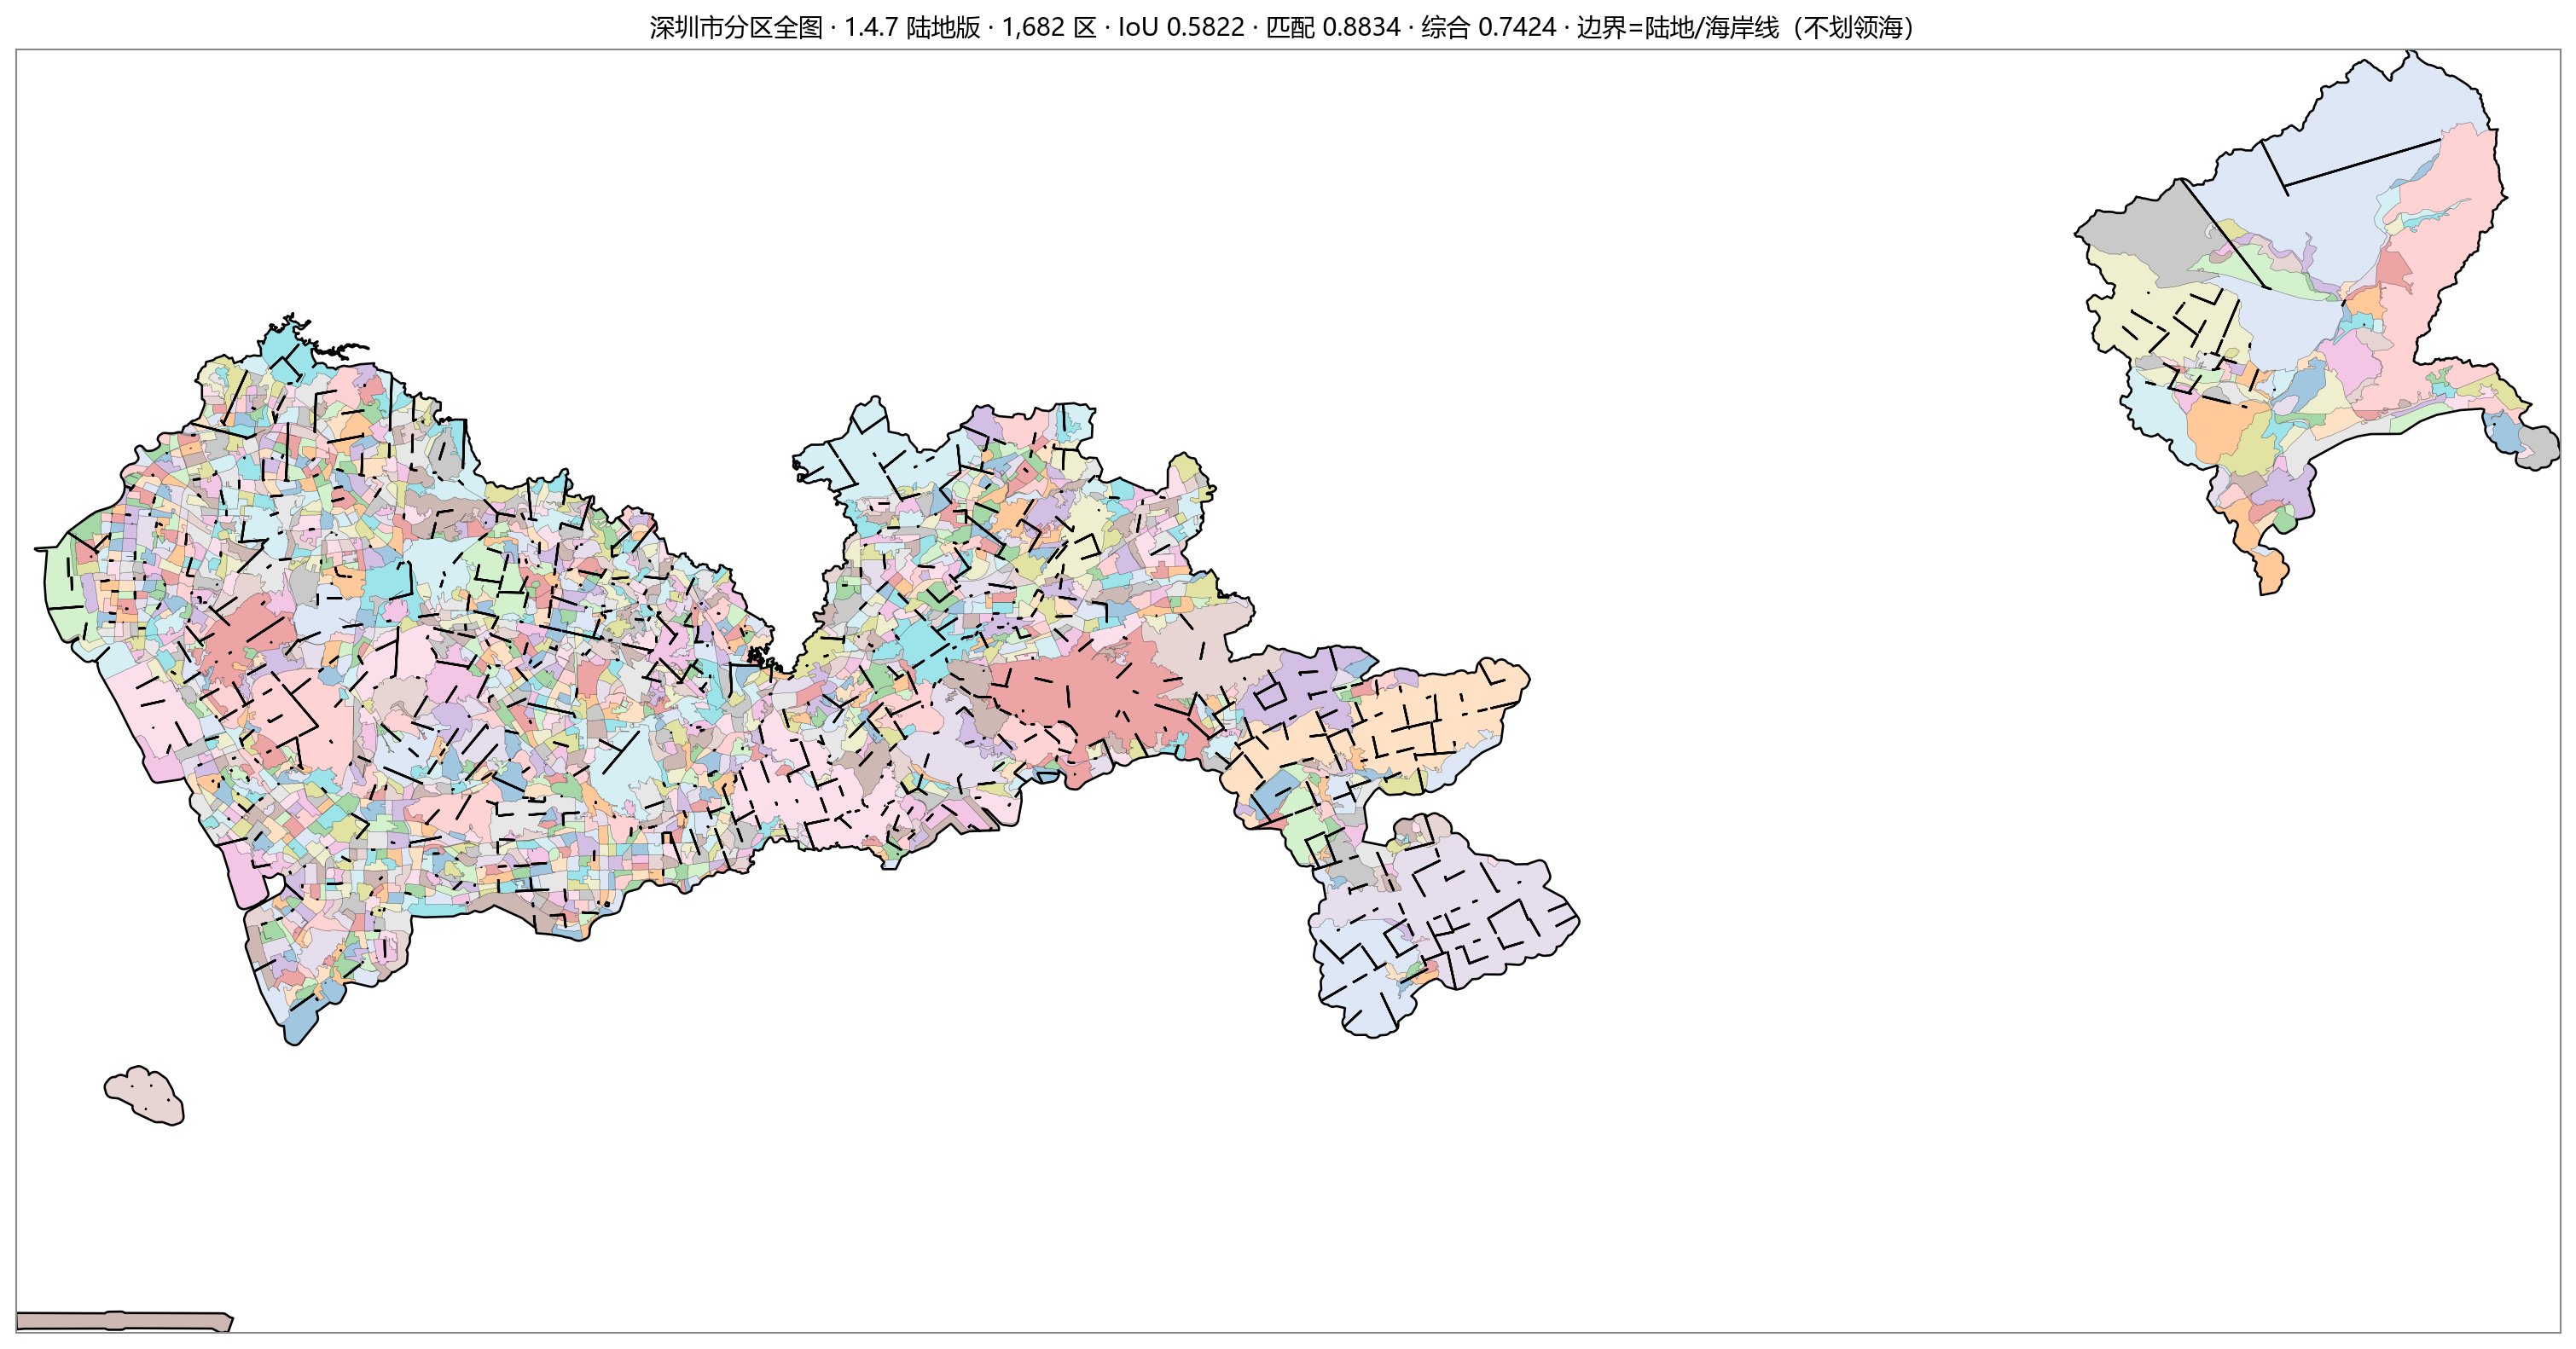 深圳市分区全图 · 1.4.7 陆地版 · 1,682 区 · IoU 0.5822 · 匹配 0.8834 · 综合 0.7424 · 边界=陆地/海岸线（不划领海）